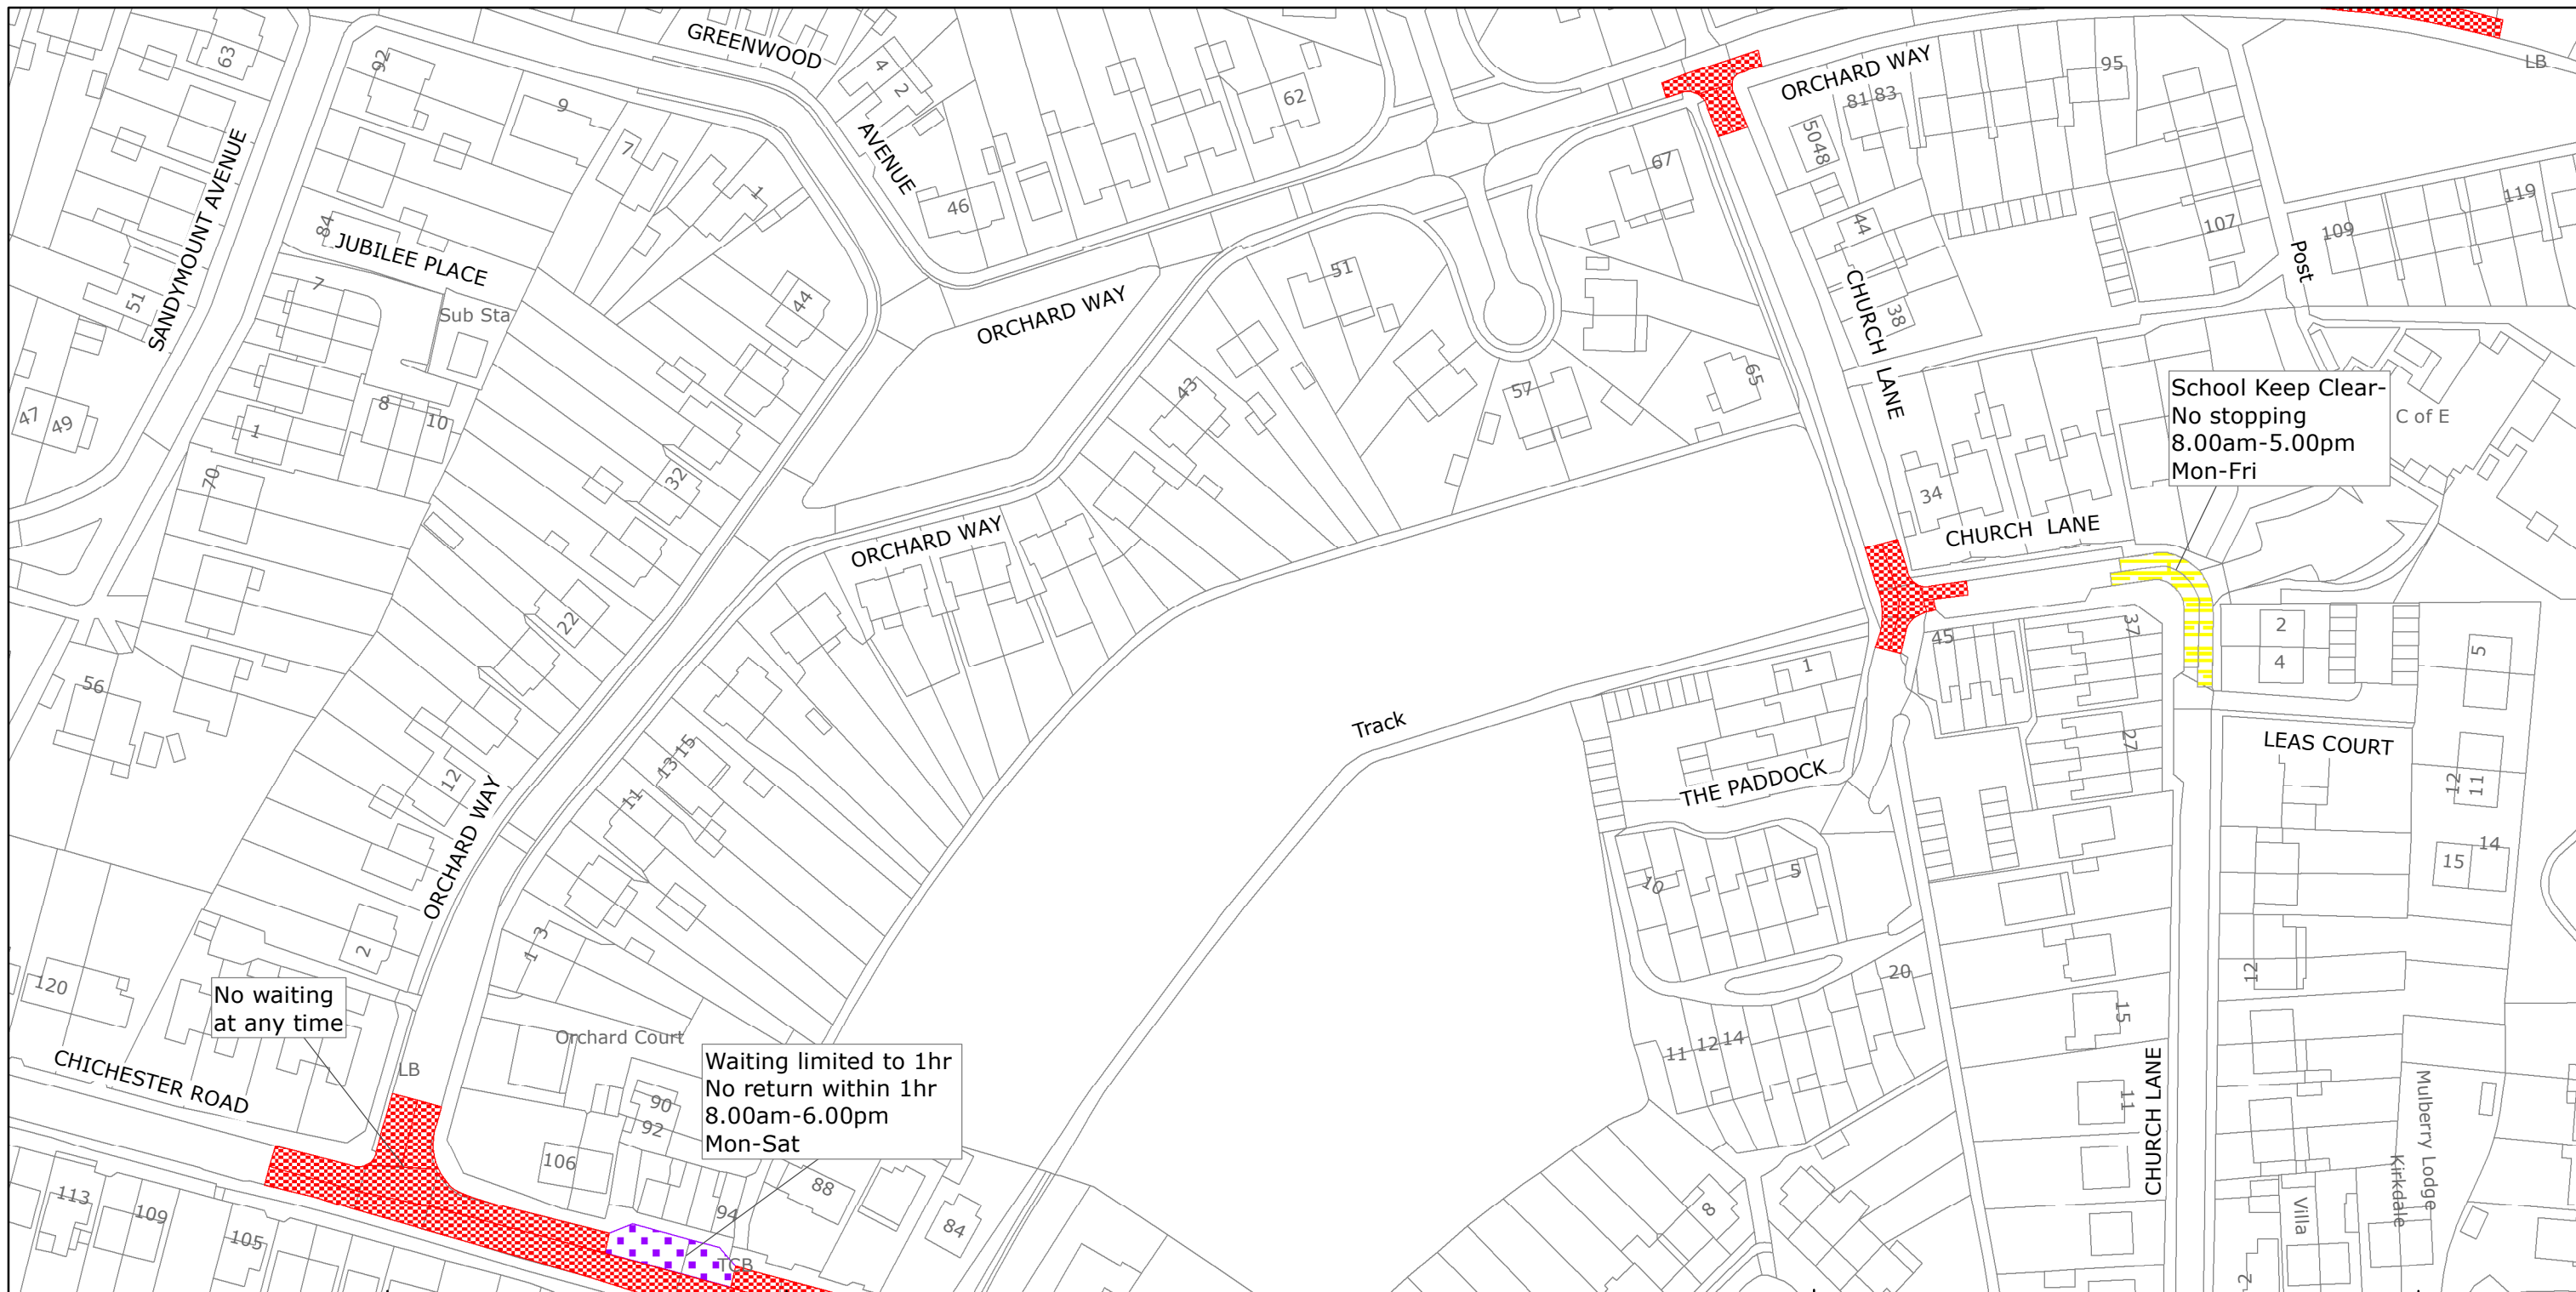 GREENWOOD
AVENUE
63
92
9
7
1
4
2
46
62
67
ORCHARD WAY
81
83
5048
95
LB
107
109
119
Post
SANDYMOUNT AVENUE
51
84
JUBILEE PLACE
7
Sub Sta
44
ORCHARD WAY
51
43
57
65
44
38
CHURCH LANE
47
49
1
8
10
70
32
34
School Keep Clear-
No stopping
8.00am-5.00pm
Mon-Fri
C of E
ORCHARD WAY
CHURCH LANE
22
56
45
37
2
4
5
1
Track
THE PADDOCK
27
LEAS COURT
12
11
13
15
11
12
ORCHARD WAY
14
15
10
5
2
1
3
120
20
12
No waiting
at any time
Orchard Court
LB
CHICHESTER ROAD
Waiting limited to 1hr
No return within 1hr
8.00am-6.00pm
Mon-Sat
90
92
106
94
88
84
TCB
11
12
14
15
11
CHURCH LANE
Mulberry Lodge
Kirkdale
Villa
113
109
105
8
2